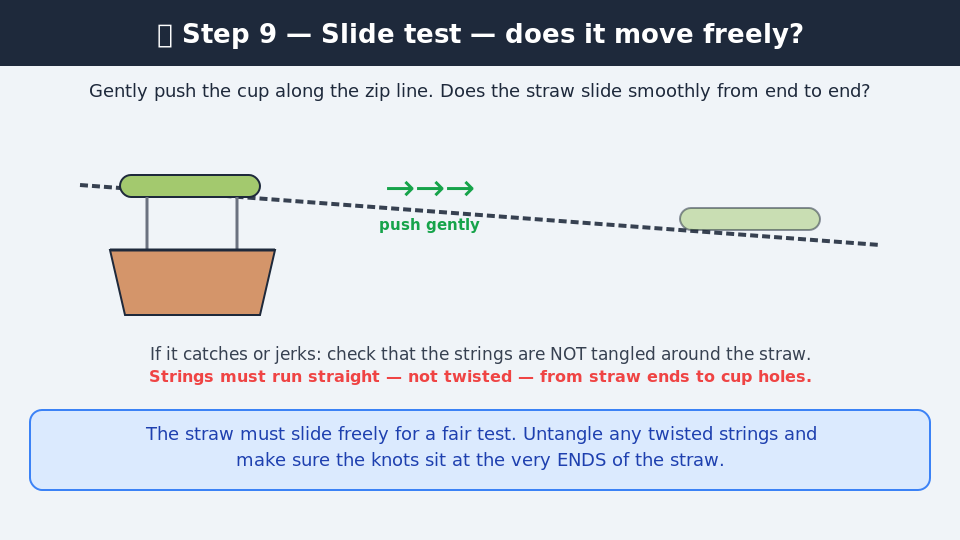 Step 9 — Slide test — does it move freely?
Gently push the cup along the zip line. Does the straw slide smoothly from end to end?
→→→
push gently
If it catches or jerks: check that the strings are NOT tangled around the straw.
Strings must run straight — not twisted — from straw ends to cup holes.
The straw must slide freely for a fair test. Untangle any twisted strings and
make sure the knots sit at the very ENDS of the straw.